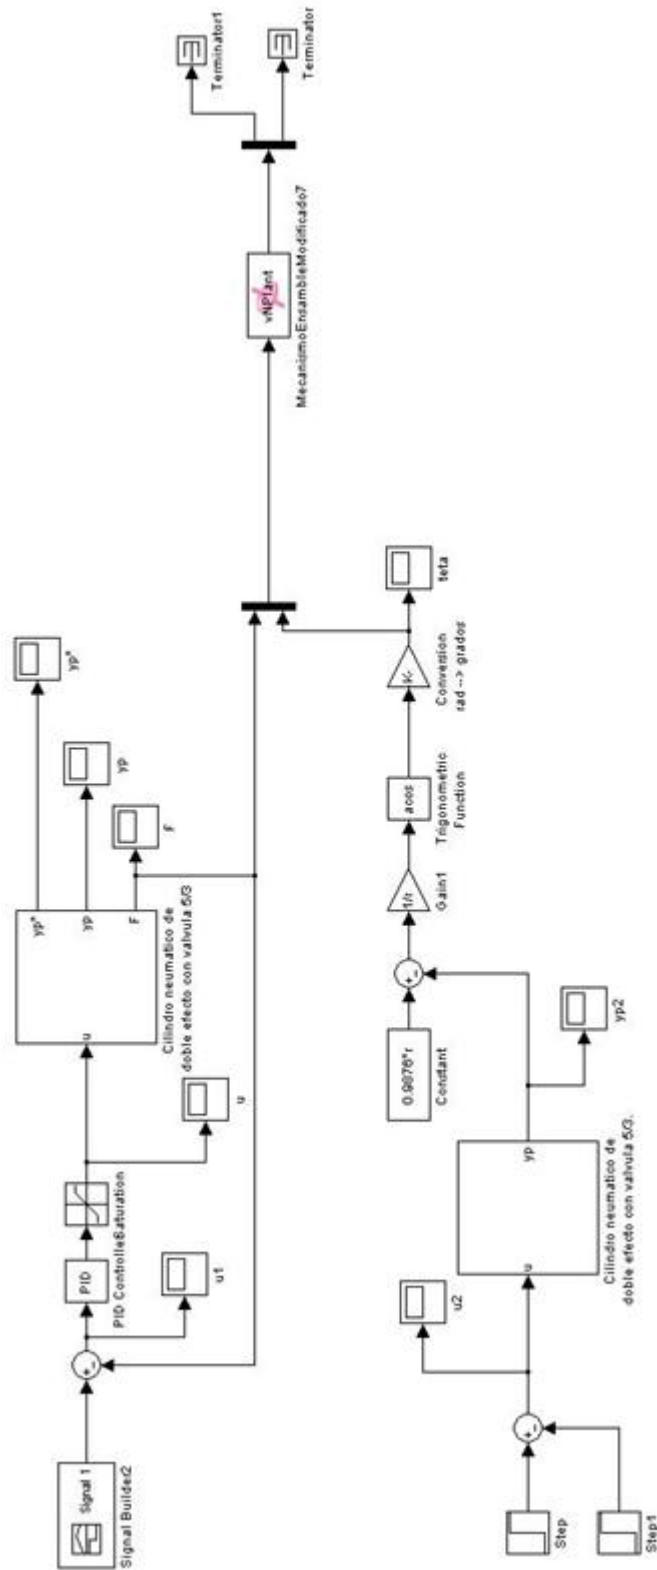 Signal 1
Signal Builder2
+-
u1
PID
PID ControlleSaturation
u
u
yp"
yp
F
Cilindro neumatico de
doble efecto con valvula 5/3
yp"
yp
F
Step
Step1
+-
u2
u
yp
Cilindro neumatico de
doble efecto con valvula 5/3.
yp2
0.9876*r
Constant
+-
1/r
Gain1
acos
Trigonometric
Function
K-
Conversion
rad --> grados
teta
vNPlant
MecanismoEnsambleModificado7
Terminator1
Terminator